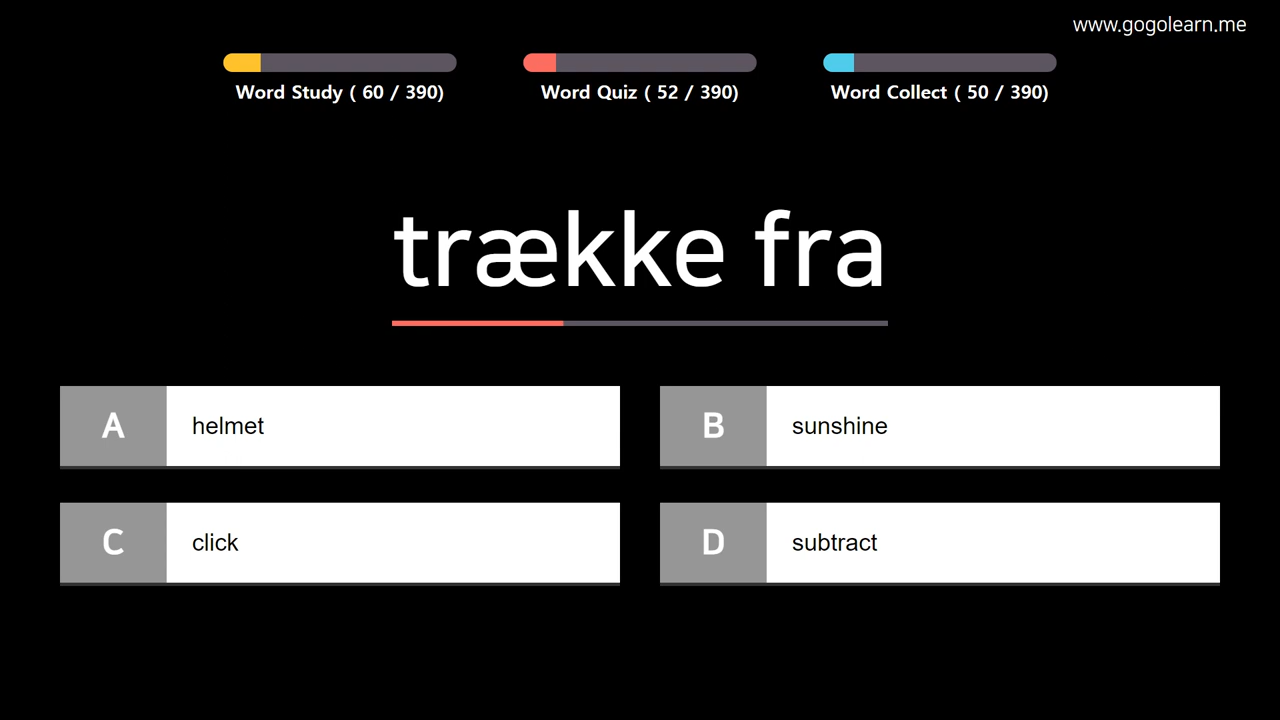 www.gogolearn.me
Word Study ( 60 / 390)
Word Quiz ( 52 / 390)
Word Collect ( 50 / 390)
trække fra
A helmet
B sunshine
C click
D subtract